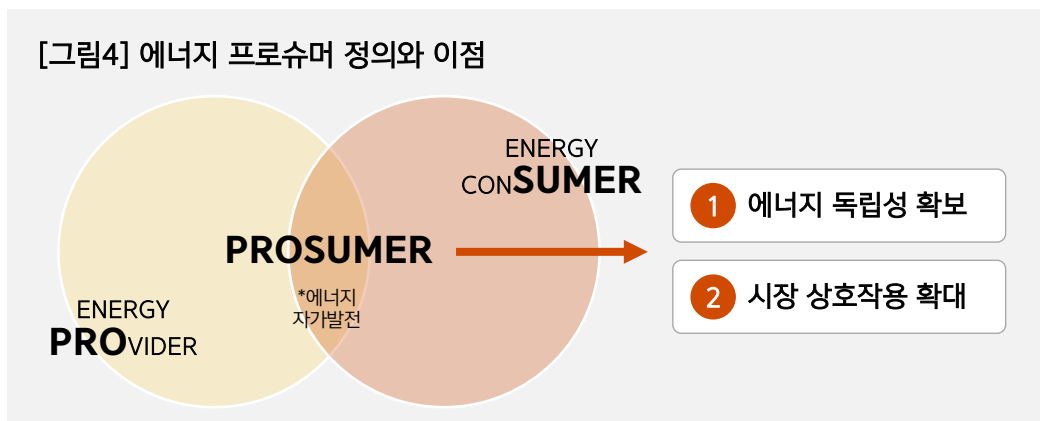 [그림4] 에너지 프로슈머 정의와 이점
ENERGY
CONSUMER
PROSUMER
*에너지
자가발전
ENERGY
PROVIDER
1 에너지 독립성 확보
2 시장 상호작용 확대